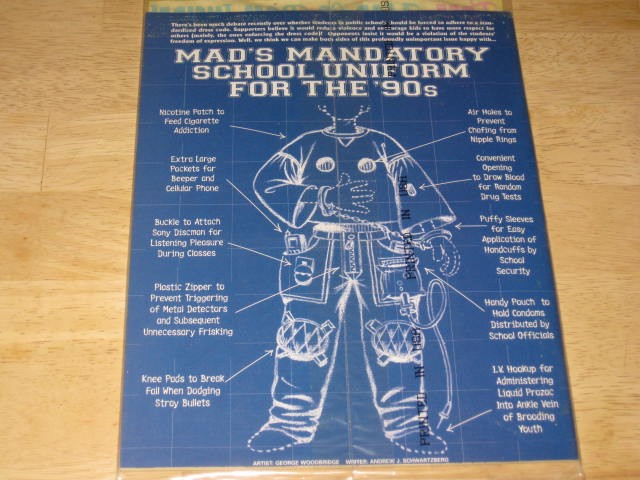 There's been much debate recently over whether students in public schools should be forced to adhere to a stan-
dardized dress code. Supporters believe it would reduce violence and encourage kids to have more respect for
others (mainly, the ones enforcing the dress code)! Opponents insist it would be a violation of the students'
freedom of expression. Well, we think we can make both sides of this profoundly unimportant issue happy with...
MAD'S MANDATORY
SCHOOL UNIFORM
FOR THE '90s
Nicotine Patch to
Feed Cigarette
Addiction
Air Holes to
Prevent
Chafing from
Nipple Rings
Extra Large
Pockets for
Beeper and
Cellular Phone
Convenient
Opening
to Draw Blood
for Random
Drug Tests
Buckle to Attach
Sony Discman for
Listening Pleasure
During Classes
Puffy Sleeves
for Easy
Application of
Handcuffs by
School
Security
Plastic Zipper to
Prevent Triggering
of Metal Detectors
and Subsequent
Unnecessary Frisking
Handy Pouch to
Hold Condoms
Distributed by
School Officials
Knee Pads to Break
Fall When Dodging
Stray Bullets
I.V. Hookup for
Administering
Liquid Prozac
Into Ankle Vein
of Brooding
Youth
PRINTED IN
PRINTED IN
ARTIST: GEORGE WOODBRIDGE WRITER: ANDREW J. SCHWARTZBERG